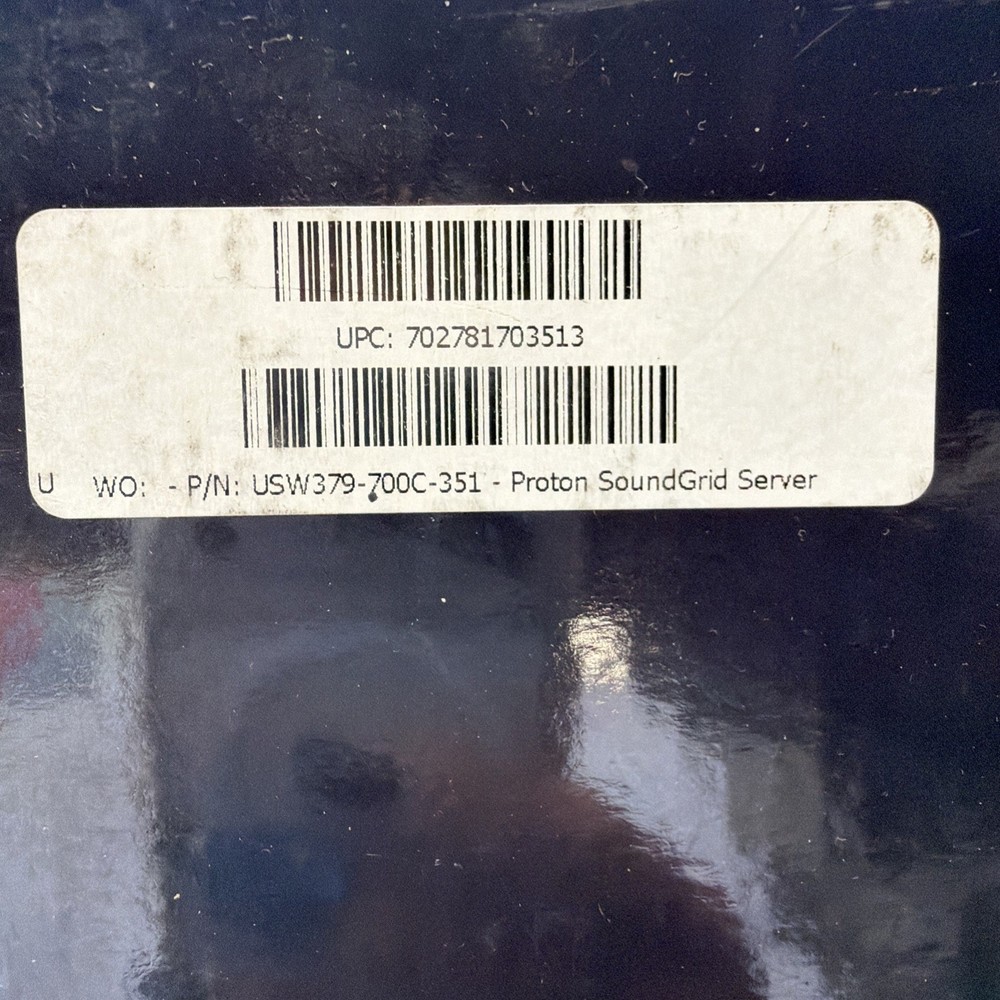 UPC: 702781703513
U WO: - P/N: USW379-700C-351 - Proton SoundGrid Server